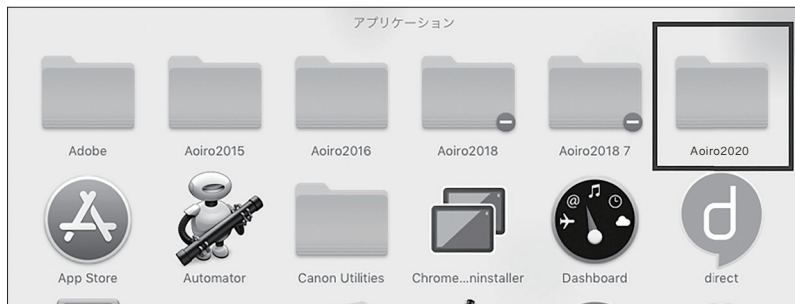 アプリケーション
Adobe Aoiro2015 Aoiro2016 Aoiro2018 Aoiro2018 7 Aoiro2020
App Store Automator Canon Utilities Chrome...ninstaller Dashboard direct